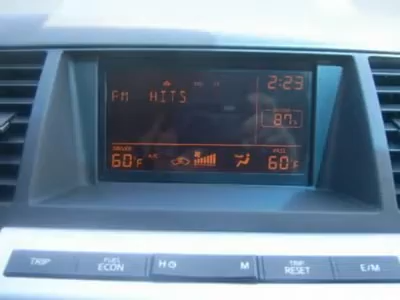 2:23
FM HITS
87
DRIVER PASS
60°F 60°F
TRIP FUEL ECON H M TRIP RESET E/M